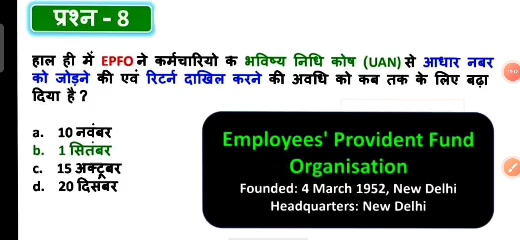 प्रश्न - 8
हाल ही में EPFO ने कर्मचारियो क भविष्य निधि कोष (UAN) से आधार नबर
को जोड़ने की एवं रिटर्न दाखिल करने की अवधि को कब तक के लिए बढ़ा
दिया है ?
a. 10 नवंबर
b. 1 सितंबर
c. 15 अक्टूबर
d. 20 दिसंबर
Employees' Provident Fund
Organisation
Founded: 4 March 1952, New Delhi
Headquarters: New Delhi